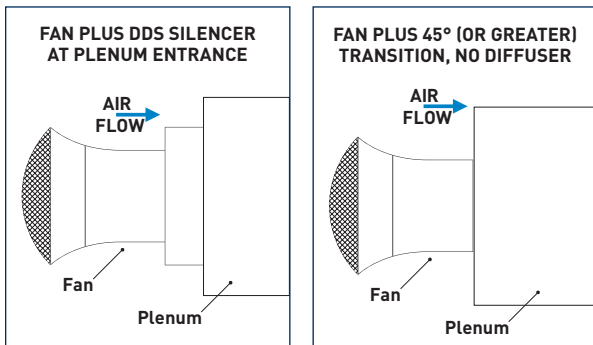 FAN PLUS DDS SILENCER
AT PLENUM ENTRANCE
AIR
FLOW
Fan
Plenum
FAN PLUS 45° (OR GREATER)
TRANSITION, NO DIFFUSER
AIR
FLOW
Fan
Plenum